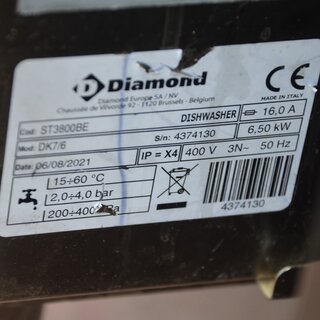 Diamond
Diamond Europe SA / NV
Chaussée de Vilvorde 92 - 1120 Brussels - Belgium
CE
MADE IN ITALY
Cod: ST3800BE
DISHWASHER
16.0 A
Mod: DK7/6
S/n: 4374130
6,50 kW
Date: 06/08/2021
IP = X4
400 V 3N~ 50 Hz
15÷60 °C
2,0÷4,0 bar
200÷400
4374130